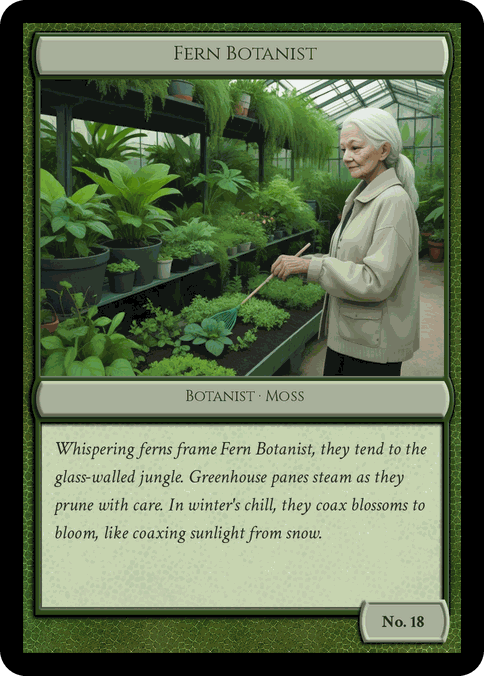 Fern Botanist
Botanist · Moss
Whispering ferns frame Fern Botanist, they tend to the
glass-walled jungle. Greenhouse panes steam as they
prune with care. In winter's chill, they coax blossoms to
bloom, like coaxing sunlight from snow.
No. 18